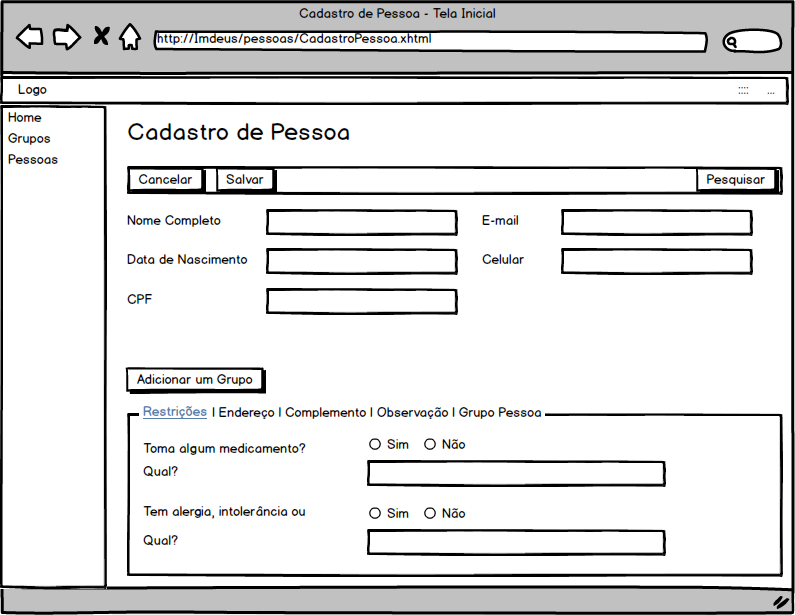 Cadastro de Pessoa - Tela Inicial
http://Imdeus/pessoas/CadastroPessoa.xhtml
Logo :::: ...
Home
Grupos
Pessoas
Cadastro de Pessoa
Cancelar Salvar Pesquisar
Nome Completo E-mail
Data de Nascimento Celular
CPF
Adicionar um Grupo
Restrições | Endereço | Complemento | Observação | Grupo Pessoa
Toma algum medicamento? Sim Não
Qual?
Tem alergia, intolerância ou Sim Não
Qual?